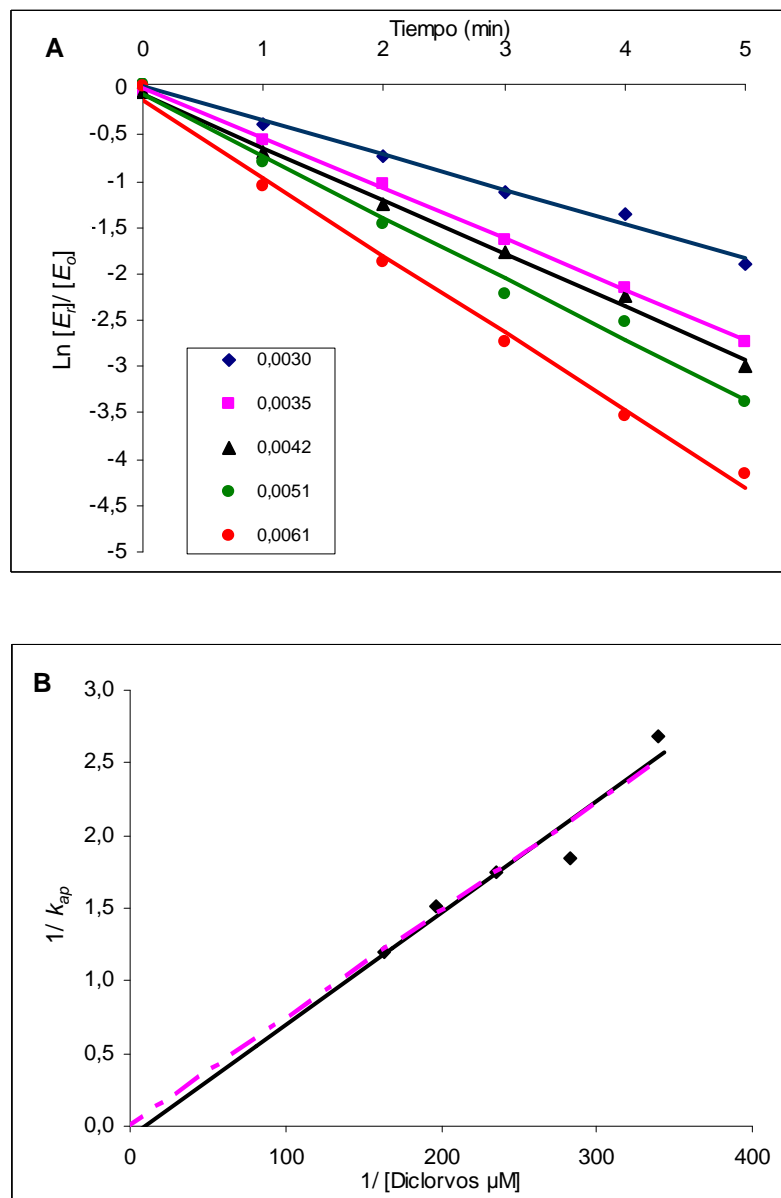 A
Tiempo (min)
0 1 2 3 4 5
0
-0,5
-1
-1,5
-2
-2,5
-3
-3,5
-4
-4,5
-5
Ln [Er]/ [Eo]
0,0030
0,0035
0,0042
0,0051
0,0061
B
3,0
2,5
2,0
1,5
1,0
0,5
0,0
1/ kap
0 100 200 300 400
1/ [Diclorvos µM]